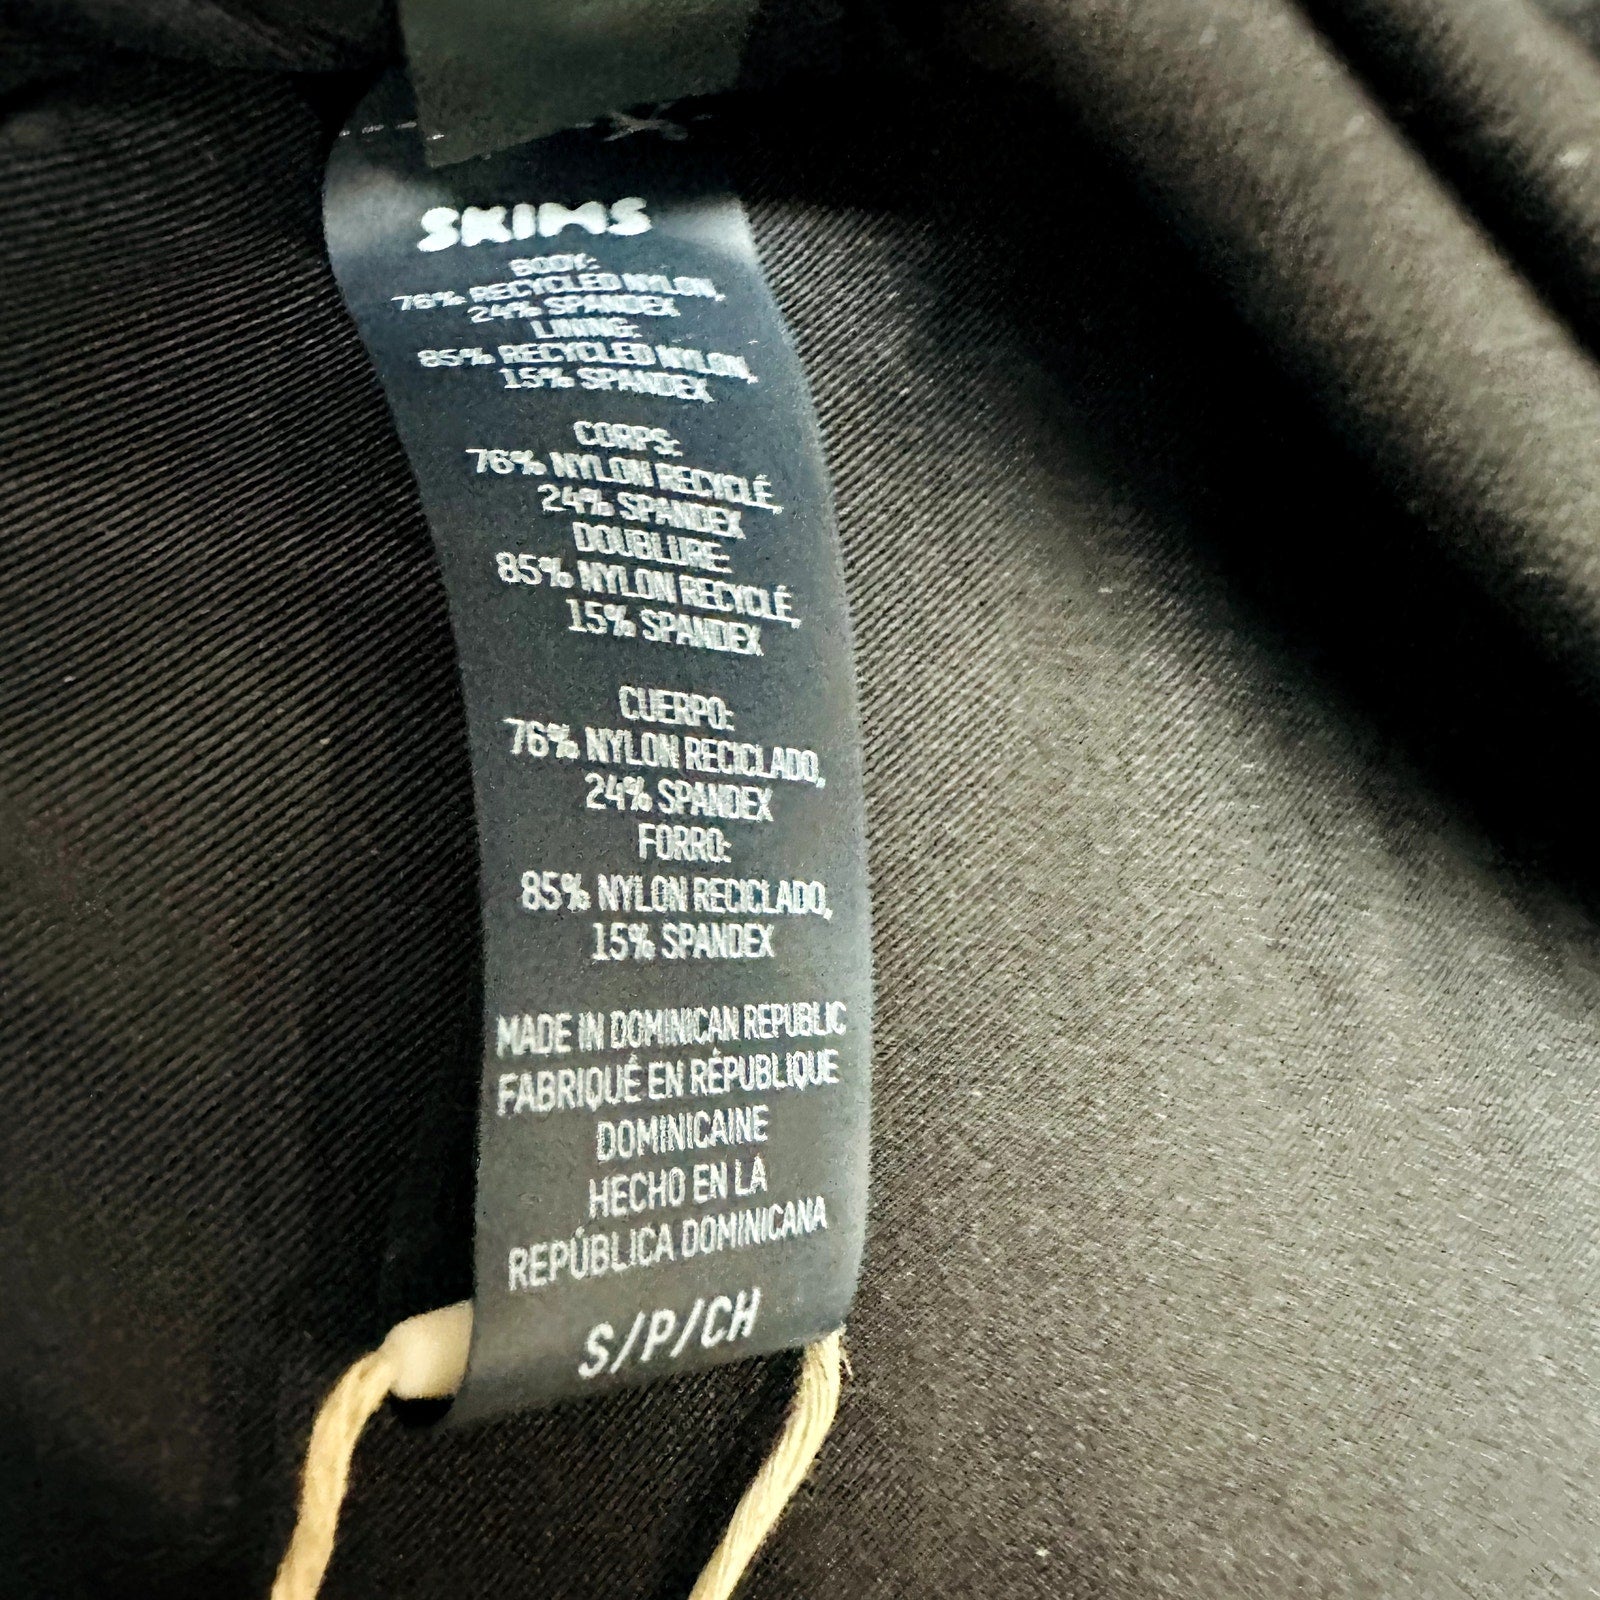 SKIMS
BODY:
76% RECYCLED NYLON,
24% SPANDEX
LINING:
85% RECYCLED NYLON,
15% SPANDEX
CORPS:
76% NYLON RECYCLÉ,
24% SPANDEX
DOUBLURE:
85% NYLON RECYCLÉ,
15% SPANDEX
CUERPO:
76% NYLON RECICLADO,
24% SPANDEX
FORRO:
85% NYLON RECICLADO,
15% SPANDEX
MADE IN DOMINICAN REPUBLIC
FABRIQUÉ EN RÉPUBLIQUE
DOMINICAINE
HECHO EN LA
REPÚBLICA DOMINICANA
S/P/CH